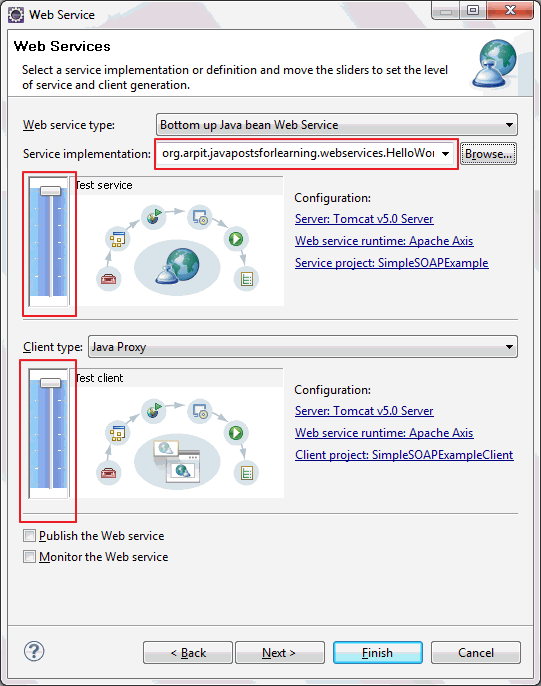 Web Service
Web Services
Select a service implementation or definition and move the sliders to set the level
of service and client generation.
Web service type: Bottom up Java bean Web Service
Service implementation: org.arpit.javapostsforlearning.webservices.HelloWor Browse...
Test service
Configuration:
Server: Tomcat v5.0 Server
Web service runtime: Apache Axis
Service project: SimpleSOAPExample
Client type: Java Proxy
Test client
Configuration:
Server: Tomcat v5.0 Server
Web service runtime: Apache Axis
Client project: SimpleSOAPExampleClient
Publish the Web service
Monitor the Web service
? < Back Next > Finish Cancel